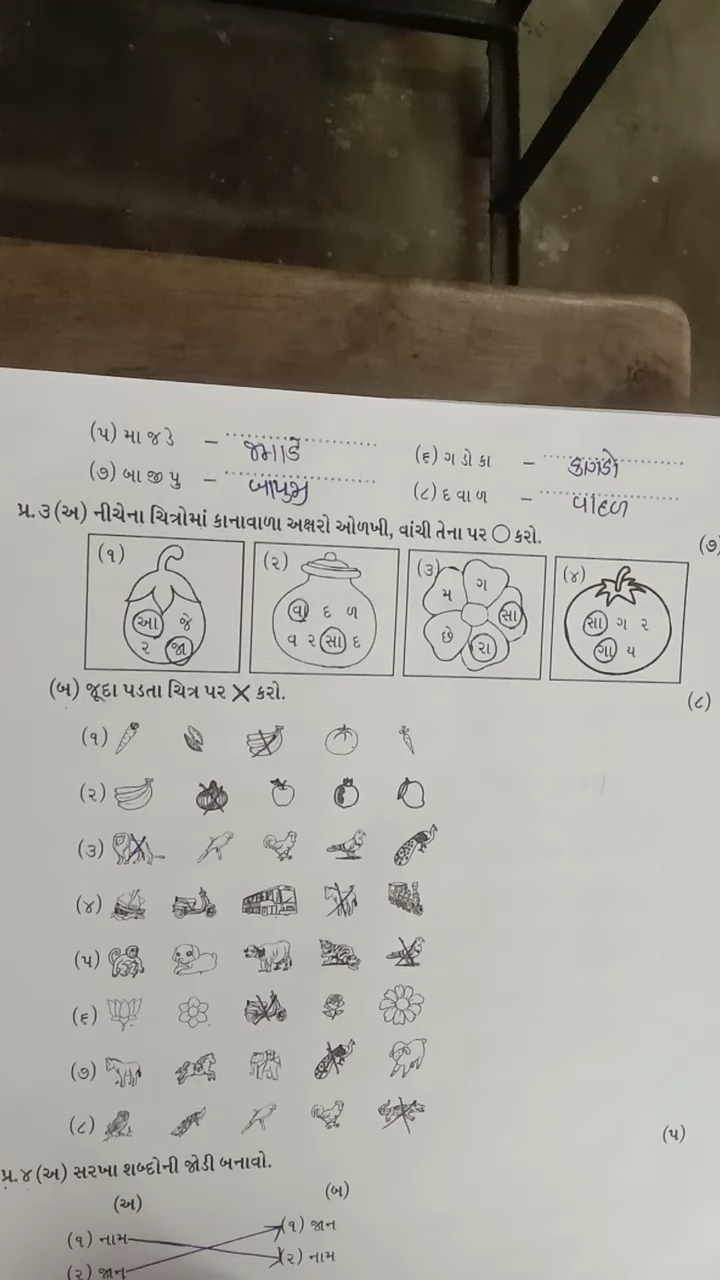 (૫) મા જ ડે – જમાડે (૬) ગ ડો કા – કાગડો
(૭) બા જી પુ – બાપુજી (૮) દ વા ળ – વાદળ
પ્ર.૩ (અ) નીચેના ચિત્રોમાં કાનાવાળા અક્ષરો ઓળખી, વાંચી તેના પર ○ કરો. (૭)
(૧) (૨) (૩) (૪)
આ જે
ર જા
વા દ ળ
વ ર સા દ
મ ગ
સા
છે રા
સા ગ ર
ગા ય
(બ) જૂદા પડતા ચિત્ર પર ✕ કરો. (૮)
(૧)
(૨)
(૩)
(૪)
(૫)
(૬)
(૭)
(૮)
(૫)
પ્ર.૪ (અ) સરખા શબ્દોની જોડી બનાવો.
(અ) (બ)
(૧) નામ (૧) જાન
(૨) જાન (૨) નામ